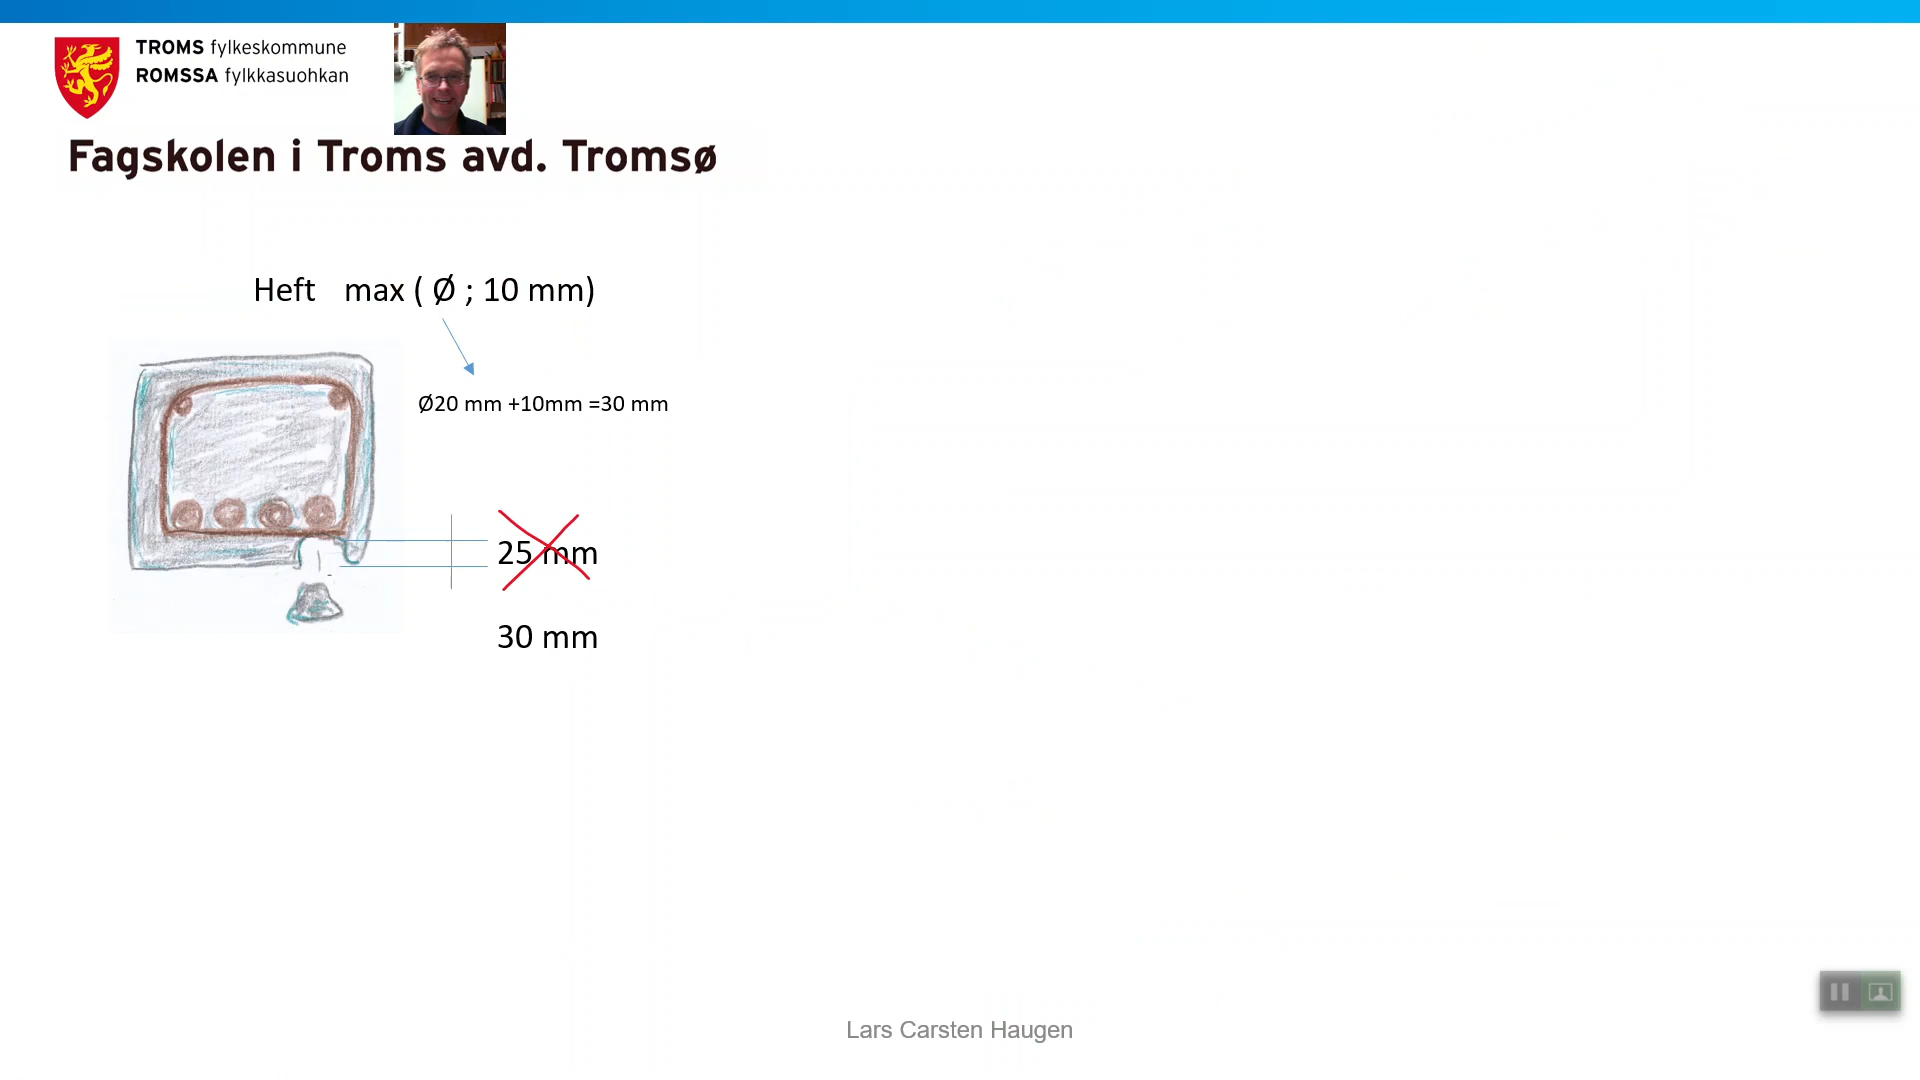 TROMS fylkeskommune
ROMSSA fylkkasuohkan
Fagskolen i Troms avd. Tromsø
Heft max ( Ø ; 10 mm)
Ø20 mm +10mm =30 mm
25 mm
30 mm
Lars Carsten Haugen